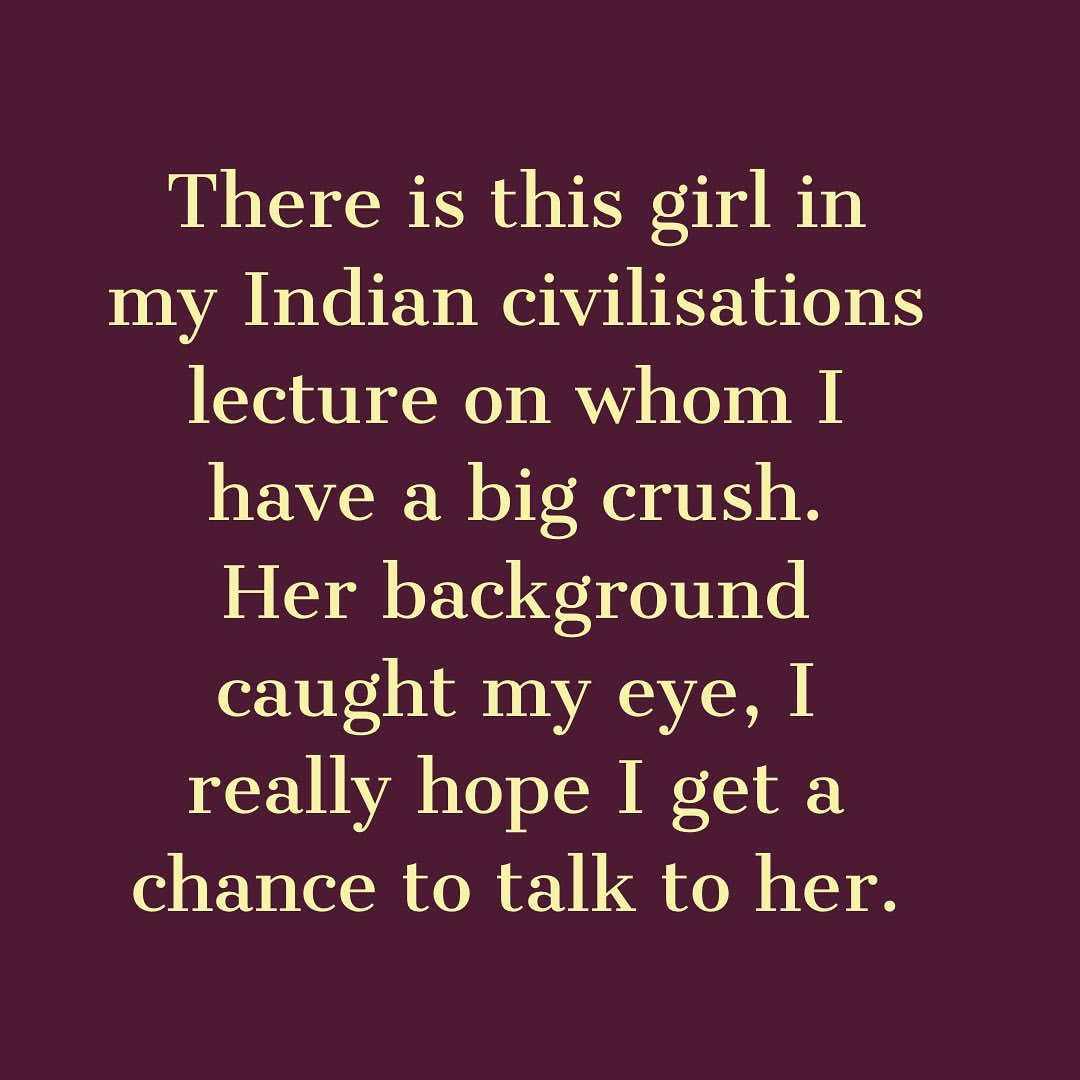 There is this girl in
my Indian civilisations
lecture on whom I
have a big crush.
Her background
caught my eye, I
really hope I get a
chance to talk to her.